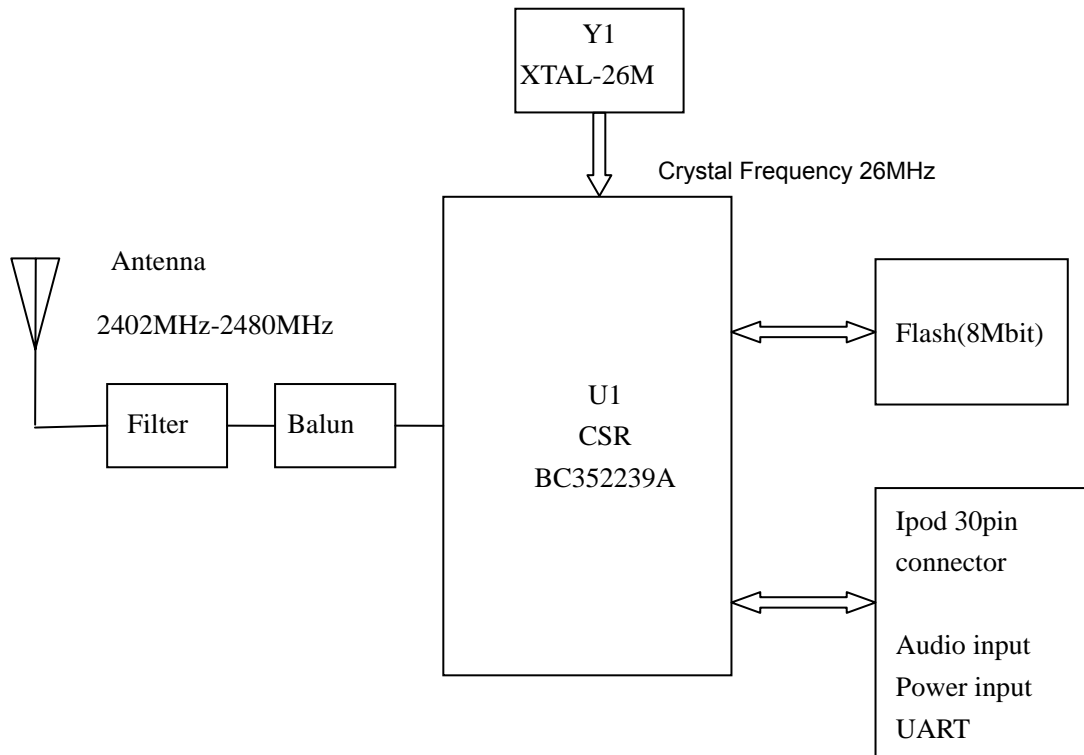 Y1
XTAL-26M
Crystal Frequency 26MHz
Antenna
2402MHz-2480MHz
Filter
Balun
U1
CSR
BC352239A
Flash(8Mbit)
Ipod 30pin
connector
Audio input
Power input
UART